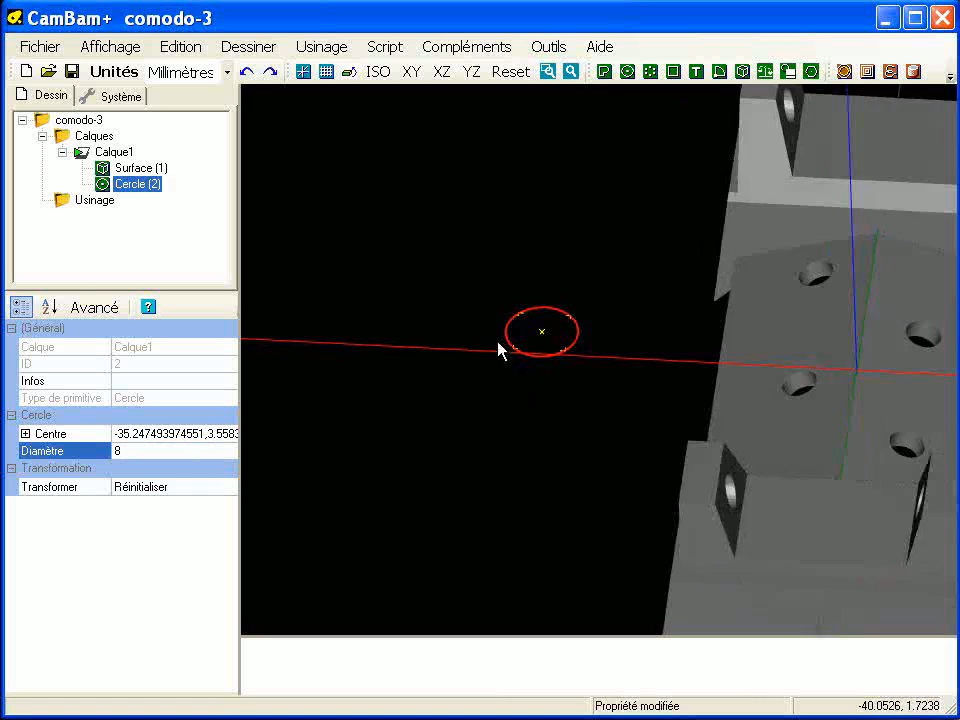 CamBam+ comodo-3
Fichier Affichage Edition Dessiner Usinage Script Compléments Outils Aide
Unités Millimètres ISO XY XZ YZ Reset
Dessin Système
comodo-3
Calques
Calque1
Surface (1)
Cercle (2)
Usinage
Avancé
(Général)
Calque Calque1
ID 2
Infos
Type de primitive Cercle
Cercle
Centre -35.247493974551,3.5583
Diamètre 8
Transformation
Transformer Réinitialiser
Propriété modifiée -40.0526, 1.7238